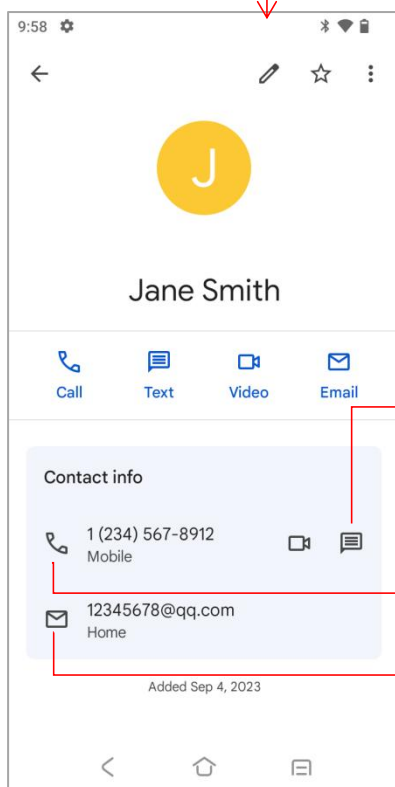 9:58
J
Jane Smith
Call Text Video Email
Contact info
1 (234) 567-8912
Mobile
12345678@qq.com
Home
Added Sep 4, 2023